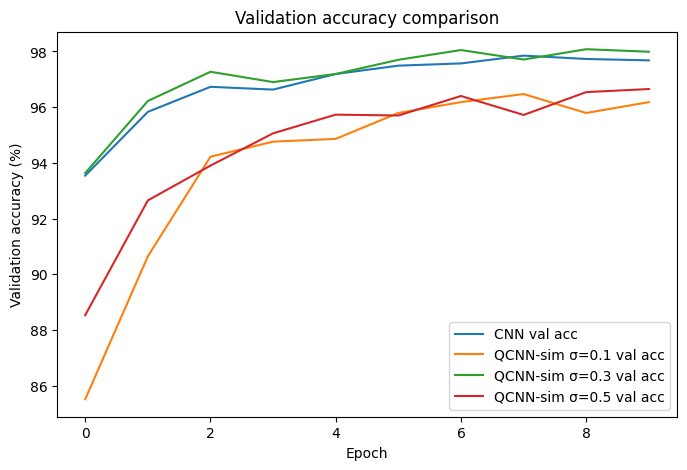 Validation accuracy comparison
Validation accuracy (%)
98
96
94
92
90
88
86
0
2
4
6
8
Epoch
CNN val acc
QCNN-sim σ=0.1 val acc
QCNN-sim σ=0.3 val acc
QCNN-sim σ=0.5 val acc